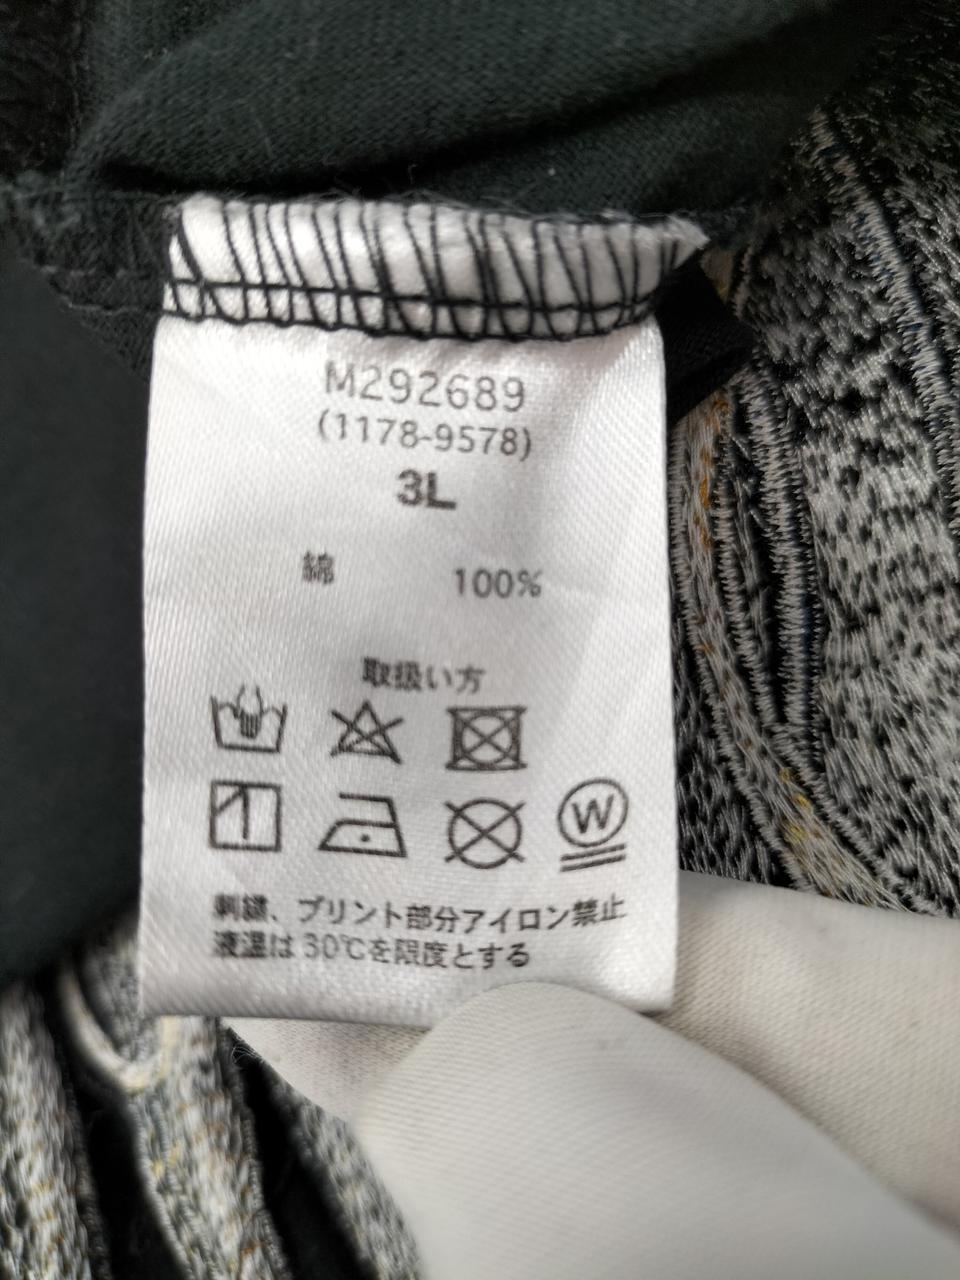 M292689
(1178-9578)
3L
綿 100%
取扱い方
W
刺繍、プリント部分アイロン禁止
液温は30℃を限度とする